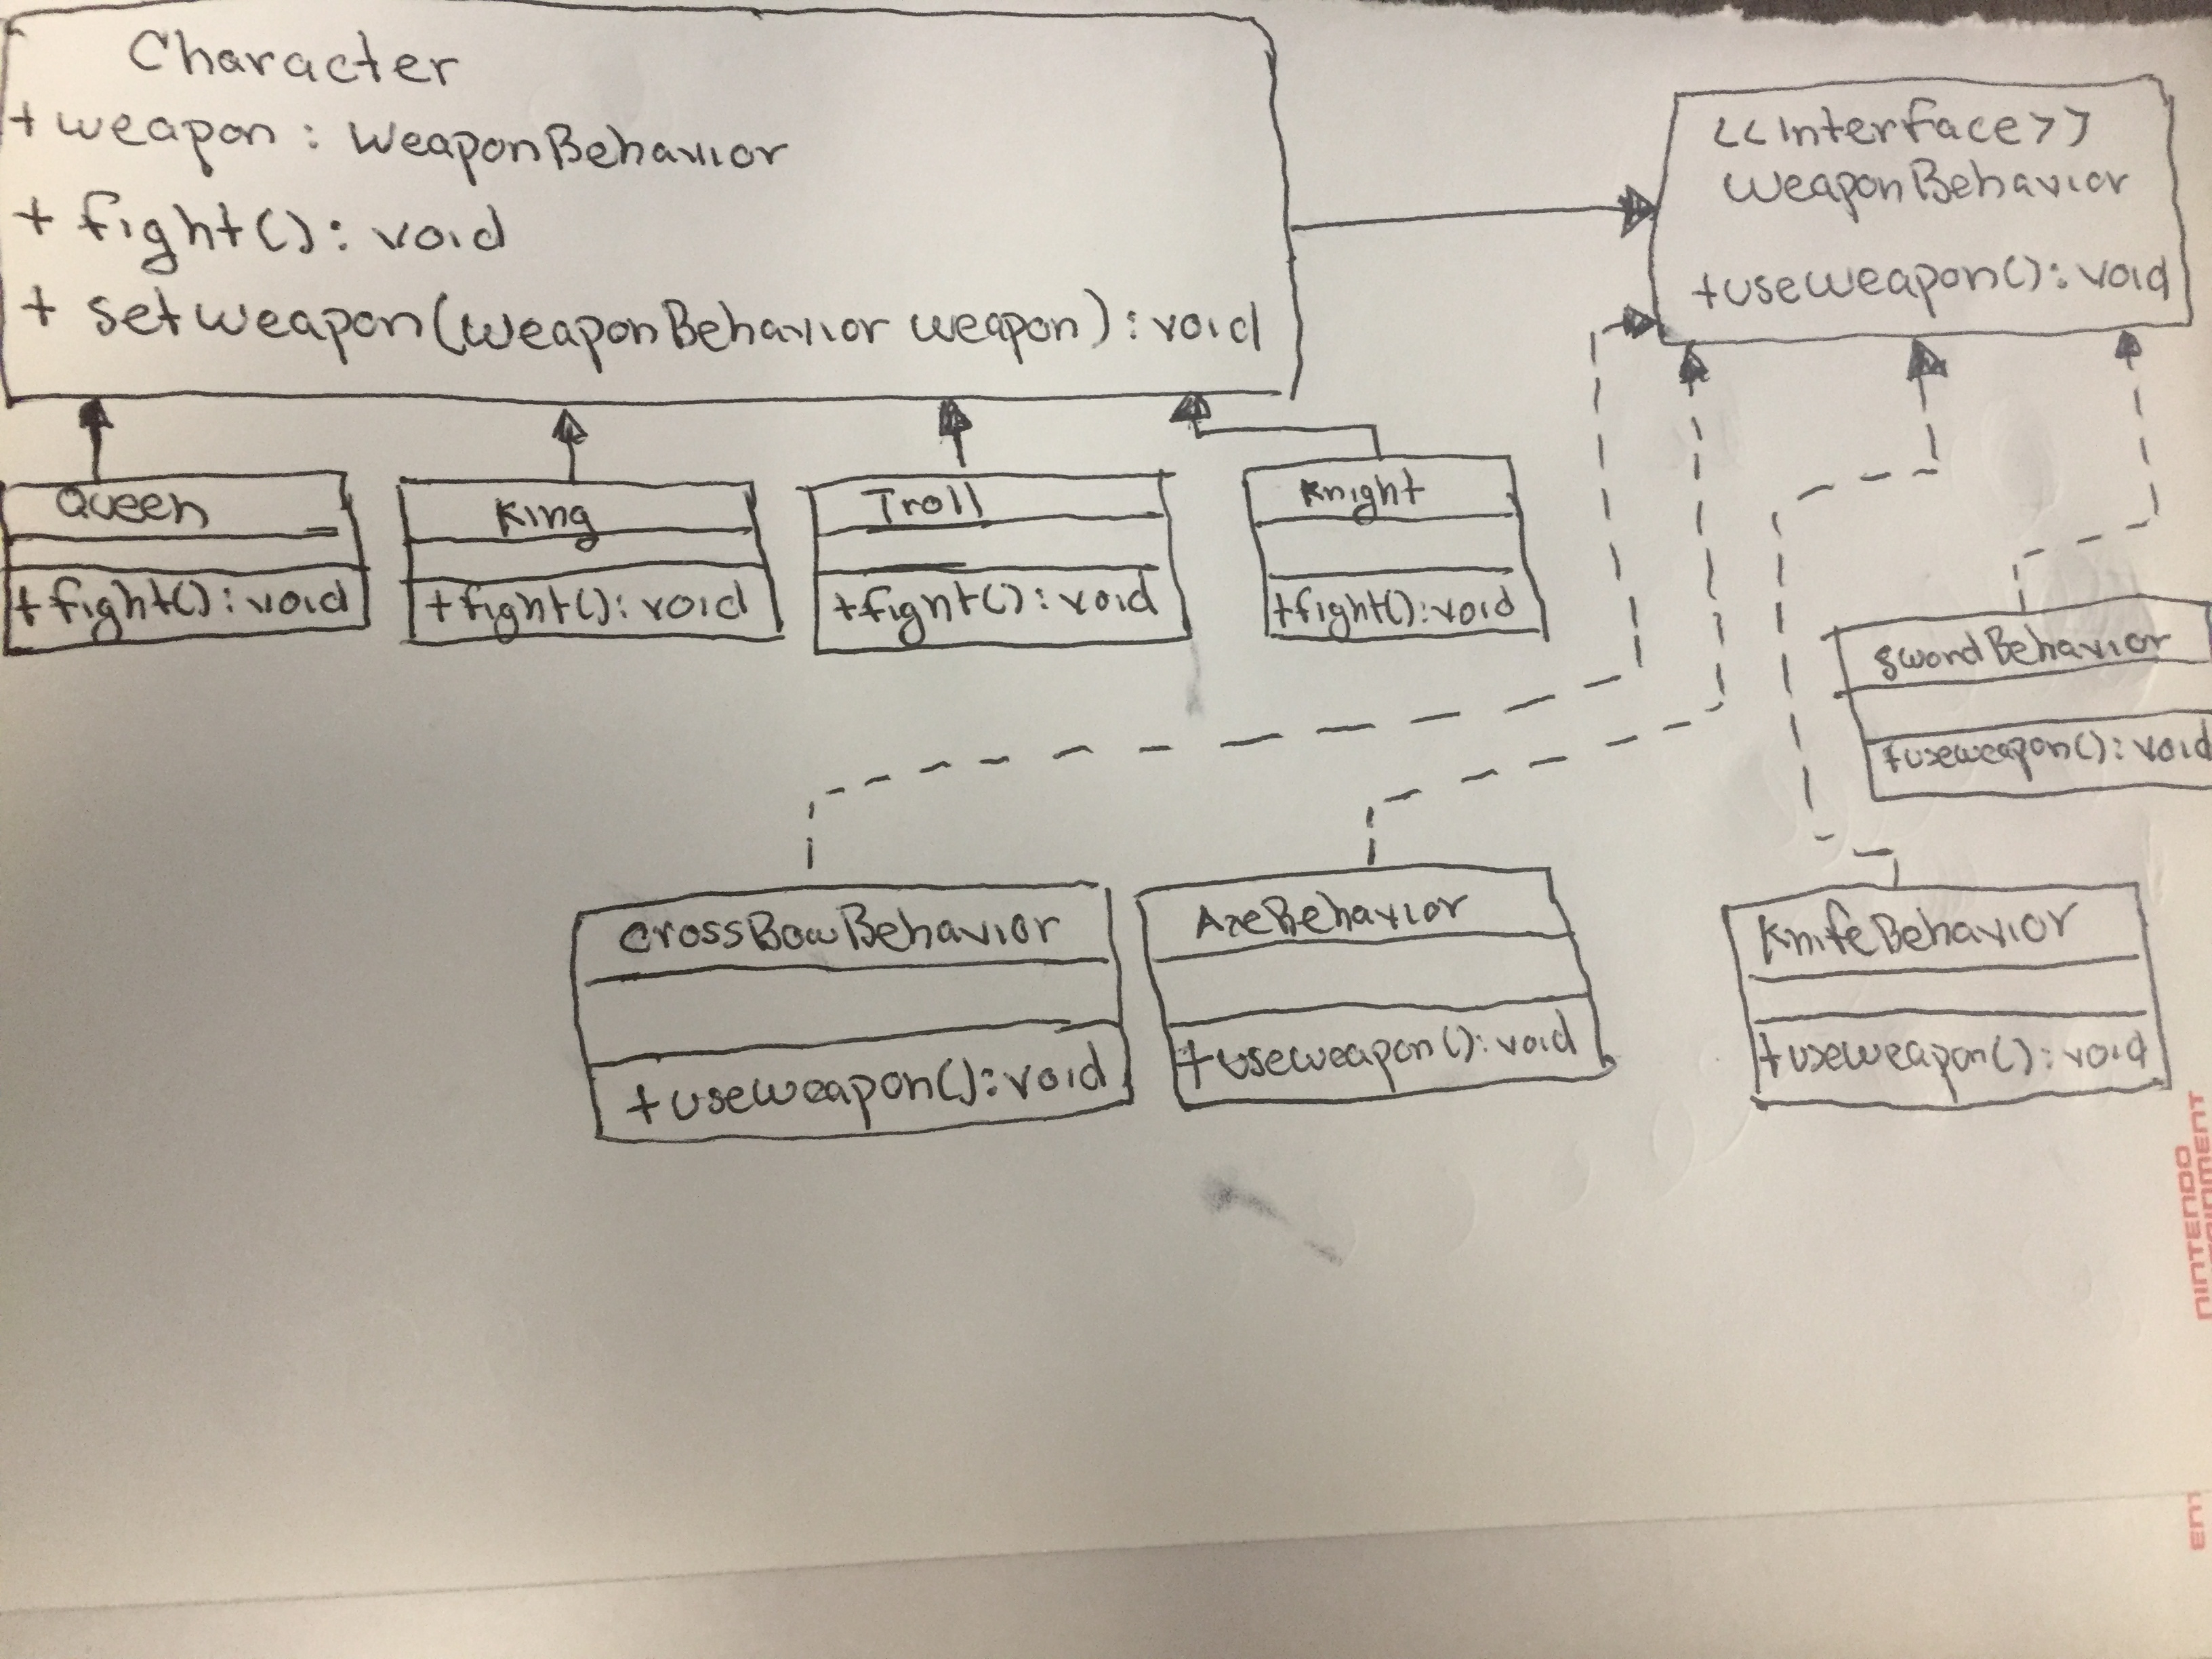 Character
+ weapon : WeaponBehavior
+ fight() : void
+ setweapon(WeaponBehavior weapon) : void
<<Interface>>
WeaponBehavior
+useweapon() : void
Queen
+fight() : void
King
+fight() : void
Troll
+fight() : void
Knight
+fight() : void
SwordBehavior
+useweapon() : void
CrossBowBehavior
+useweapon() : void
AxeBehavior
+useweapon() : void
KnifeBehavior
+useweapon() : void
NINTENDO